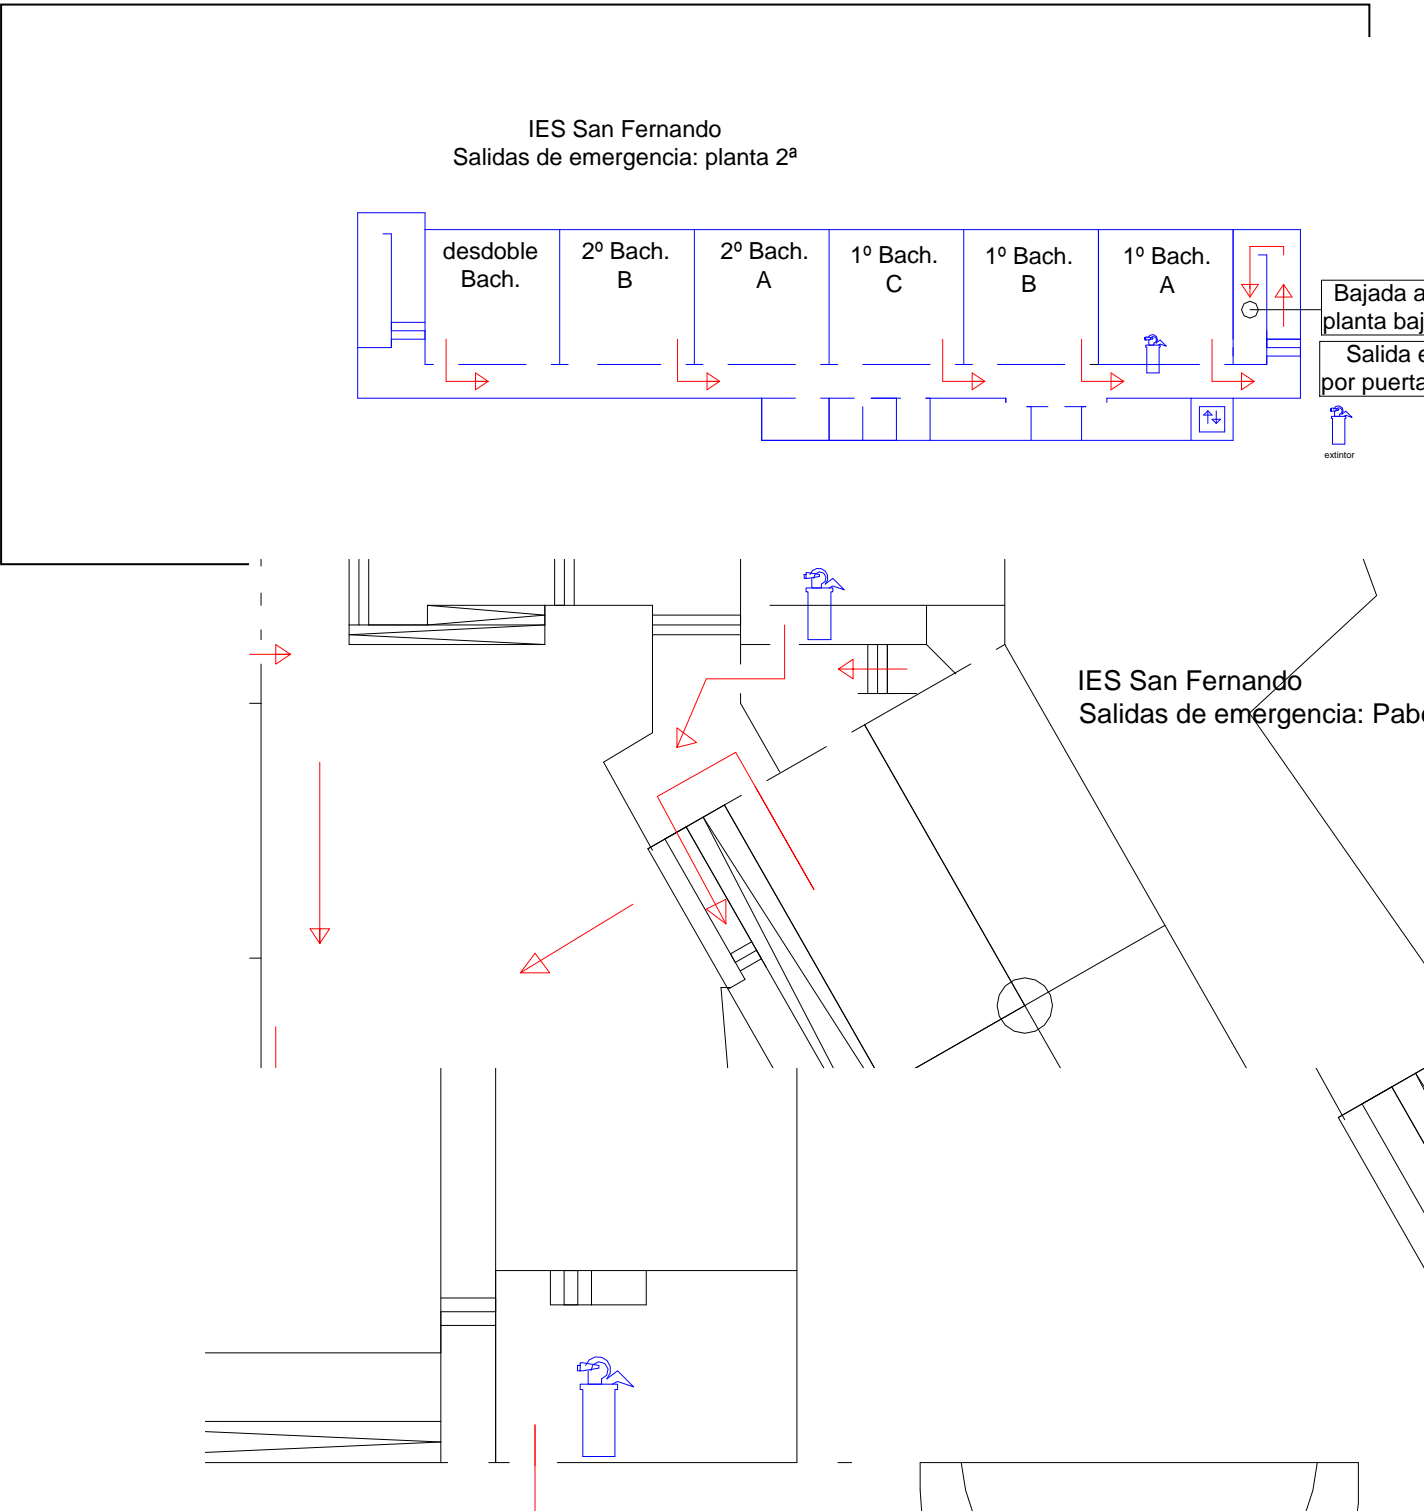 IES San Fernando
Salidas de emergencia: planta 2ª
desdoble
Bach.
2º Bach.
B
2º Bach.
A
1º Bach.
C
1º Bach.
B
1º Bach.
A
Bajada a
planta baj
Salida e
por puerta
extintor
IES San Fernando
Salidas de emergencia: Pab